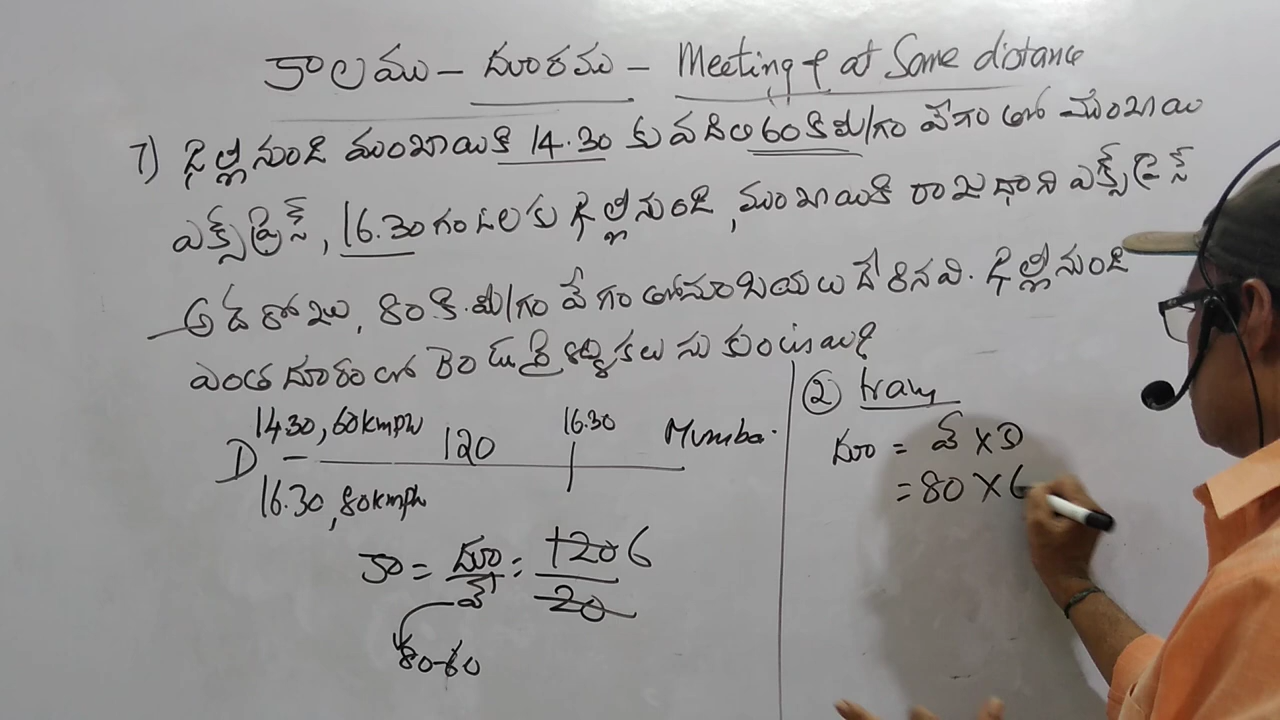 కాలము - దూరము - Meeting at Same distance
7) ఢిల్లీ నుండి ముంబాయికి 14.30 కు వదిలి 60 కి.మీ/గం వేగం తో ముంబాయి
ఎక్స్‌ప్రెస్, 16.30 గంటలకు ఢిల్లీ నుండి, ముంబాయికి రాజధాని ఎక్స్‌ప్రెస్
అదే రోజు, 80 కి.మీ/గం వేగం తో బయలుదేరినవి. ఢిల్లీ నుండి
ఎంత దూరంలో రెండు రైళ్ళు కలుసుకుంటాయి?
14.30, 60kmph 120 16.30 Mumbai
D
16.30, 80kmph
కా = దూ/వే = 120/20 6
80-60
② train
దూ = వే × కా
= 80 × 6